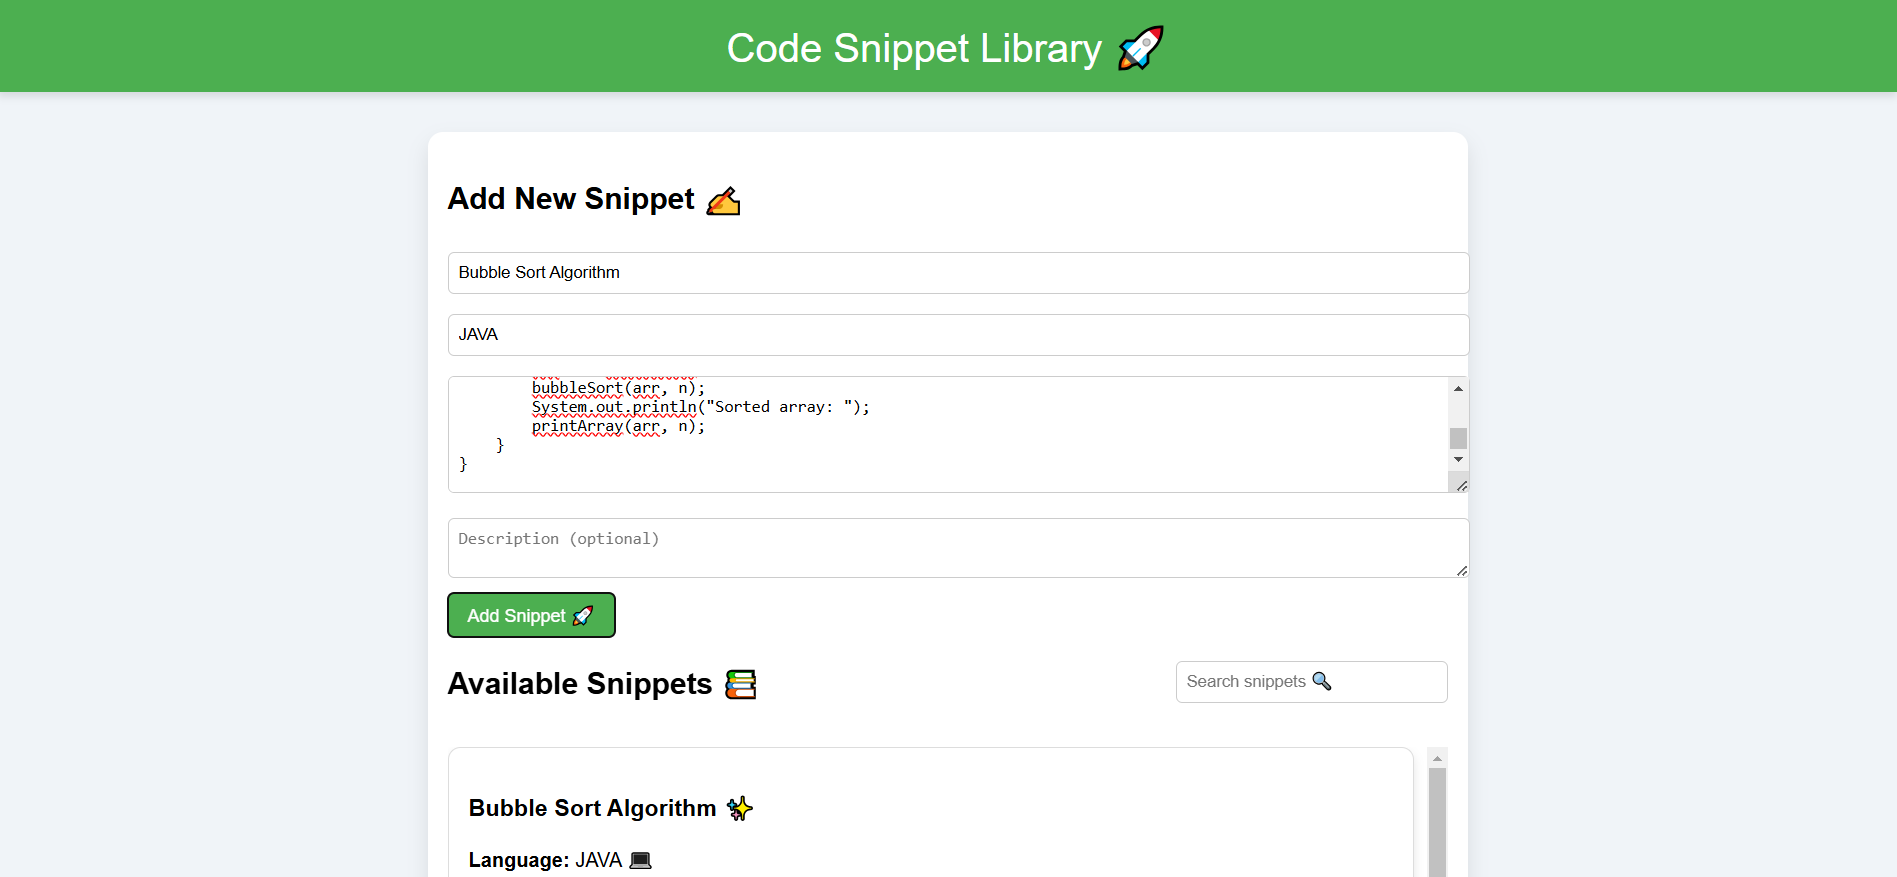 Code Snippet Library 🚀
Add New Snippet ✍
Bubble Sort Algorithm
JAVA
bubbleSort(arr, n);
System.out.println("Sorted array: ");
printArray(arr, n);
}
}
Description (optional)
Add Snippet 🚀
Available Snippets 📚
Search snippets 🔍
Bubble Sort Algorithm ✨
Language: JAVA 💻